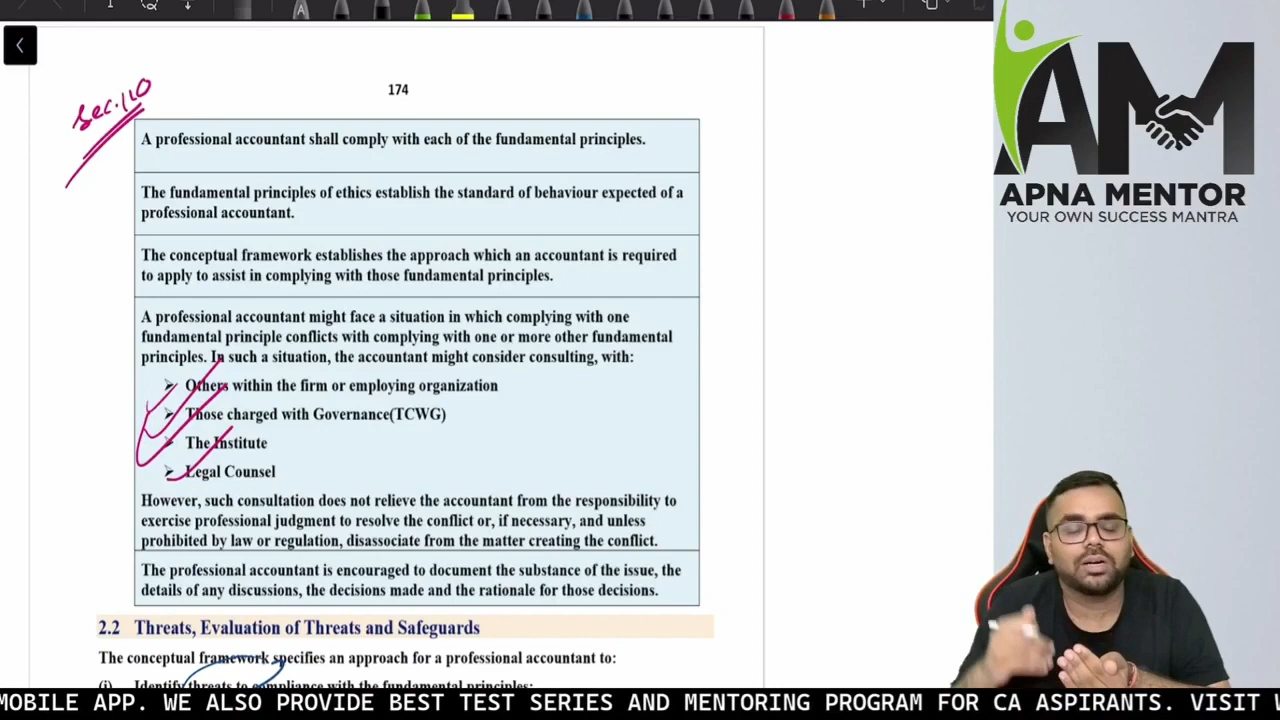 174
Sec.110
A professional accountant shall comply with each of the fundamental principles.
The fundamental principles of ethics establish the standard of behaviour expected of a
professional accountant.
The conceptual framework establishes the approach which an accountant is required
to apply to assist in complying with those fundamental principles.
A professional accountant might face a situation in which complying with one
fundamental principle conflicts with complying with one or more other fundamental
principles. In such a situation, the accountant might consider consulting, with:
Others within the firm or employing organization
Those charged with Governance(TCWG)
The Institute
Legal Counsel
However, such consultation does not relieve the accountant from the responsibility to
exercise professional judgment to resolve the conflict or, if necessary, and unless
prohibited by law or regulation, disassociate from the matter creating the conflict.
The professional accountant is encouraged to document the substance of the issue, the
details of any discussions, the decisions made and the rationale for those decisions.
2.2 Threats, Evaluation of Threats and Safeguards
The conceptual framework specifies an approach for a professional accountant to:
(i) Identify threats to compliance with the fundamental principles;
AM
APNA MENTOR
YOUR OWN SUCCESS MANTRA
MOBILE APP. WE ALSO PROVIDE BEST TEST SERIES AND MENTORING PROGRAM FOR CA ASPIRANTS. VISIT